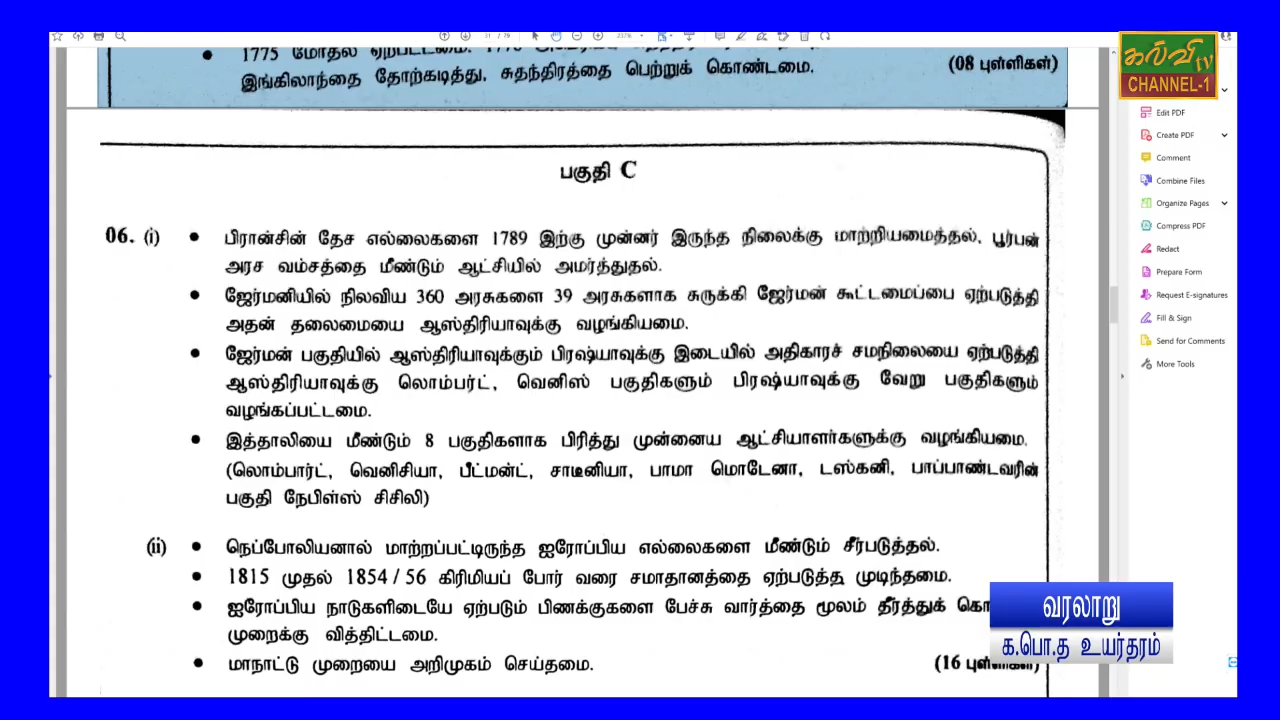 1775 மோதல் ஏற்பட்டமை.
இங்கிலாந்தை தோற்கடித்து, சுதந்திரத்தை பெற்றுக் கொண்டமை.
(08 புள்ளிகள்)
கல்வி TV
CHANNEL-1
Edit PDF
Create PDF
Comment
Combine Files
Organize Pages
Compress PDF
Redact
Prepare Form
Request E-signatures
Fill & Sign
Send for Comments
More Tools
பகுதி C
06. (i) • பிரான்சின் தேச எல்லைகளை 1789 இற்கு முன்னர் இருந்த நிலைக்கு மாற்றியமைத்தல், பூர்பன்
அரச வம்சத்தை மீண்டும் ஆட்சியில் அமர்த்துதல்.
• ஜேர்மனியில் நிலவிய 360 அரசுகளை 39 அரசுகளாக சுருக்கி ஜேர்மன் கூட்டமைப்பை ஏற்படுத்தி
அதன் தலைமையை ஆஸ்திரியாவுக்கு வழங்கியமை.
• ஜேர்மன் பகுதியில் ஆஸ்திரியாவுக்கும் பிரஷ்யாவுக்கு இடையில் அதிகாரச் சமநிலையை ஏற்படுத்தி
ஆஸ்திரியாவுக்கு லொம்பர்ட், வெனிஸ் பகுதிகளும் பிரஷ்யாவுக்கு வேறு பகுதிகளும்
வழங்கப்பட்டமை.
• இத்தாலியை மீண்டும் 8 பகுதிகளாக பிரித்து முன்னைய ஆட்சியாளர்களுக்கு வழங்கியமை.
(லொம்பார்ட், வெனிசியா, பீட்மன்ட், சாடீனியா, பாமா மொடேனா, டஸ்கனி, பாப்பாண்டவரின்
பகுதி நேபிள்ஸ் சிசிலி)
(ii) • நெப்போலியனால் மாற்றப்பட்டிருந்த ஐரோப்பிய எல்லைகளை மீண்டும் சீர்படுத்தல்.
• 1815 முதல் 1854/56 கிரிமியப் போர் வரை சமாதானத்தை ஏற்படுத்த முடிந்தமை.
• ஐரோப்பிய நாடுகளிடையே ஏற்படும் பிணக்குகளை பேச்சு வார்த்தை மூலம் தீர்த்துக்
முறைக்கு வித்திட்டமை.
• மாநாட்டு முறையை அறிமுகம் செய்தமை.
(16 புள்ளிகள்)
வரலாறு
க.பொ.த உயர்தரம்